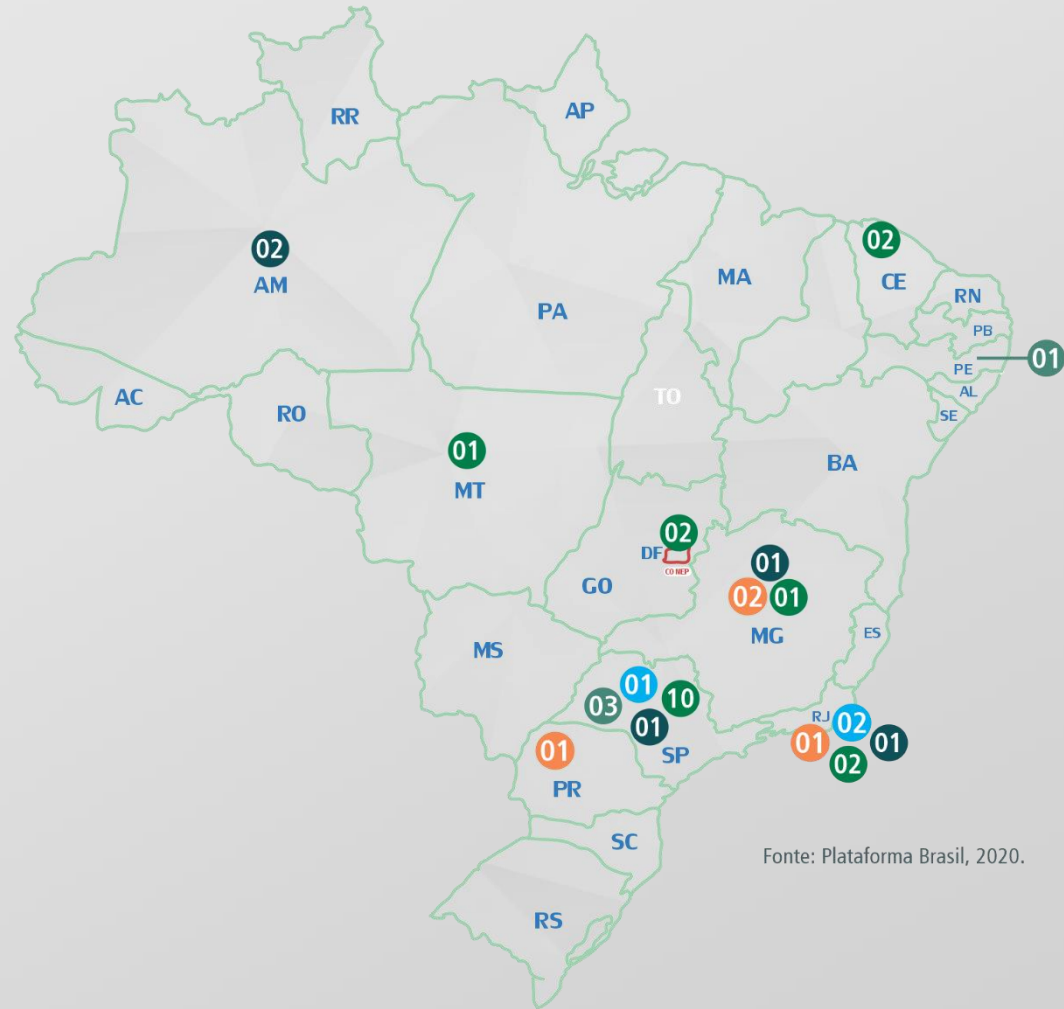 RR
AP
02
AM
02
CE
MA
RN
PA
PB
01
PE
AC
TO
AL
RO
SE
01
MT
BA
02
DF
CONEP
GO
01
02
01
MG
ES
MS
01
03
10
01
SP
RJ
02
01
01
02
01
PR
SC
Fonte: Plataforma Brasil, 2020.
RS